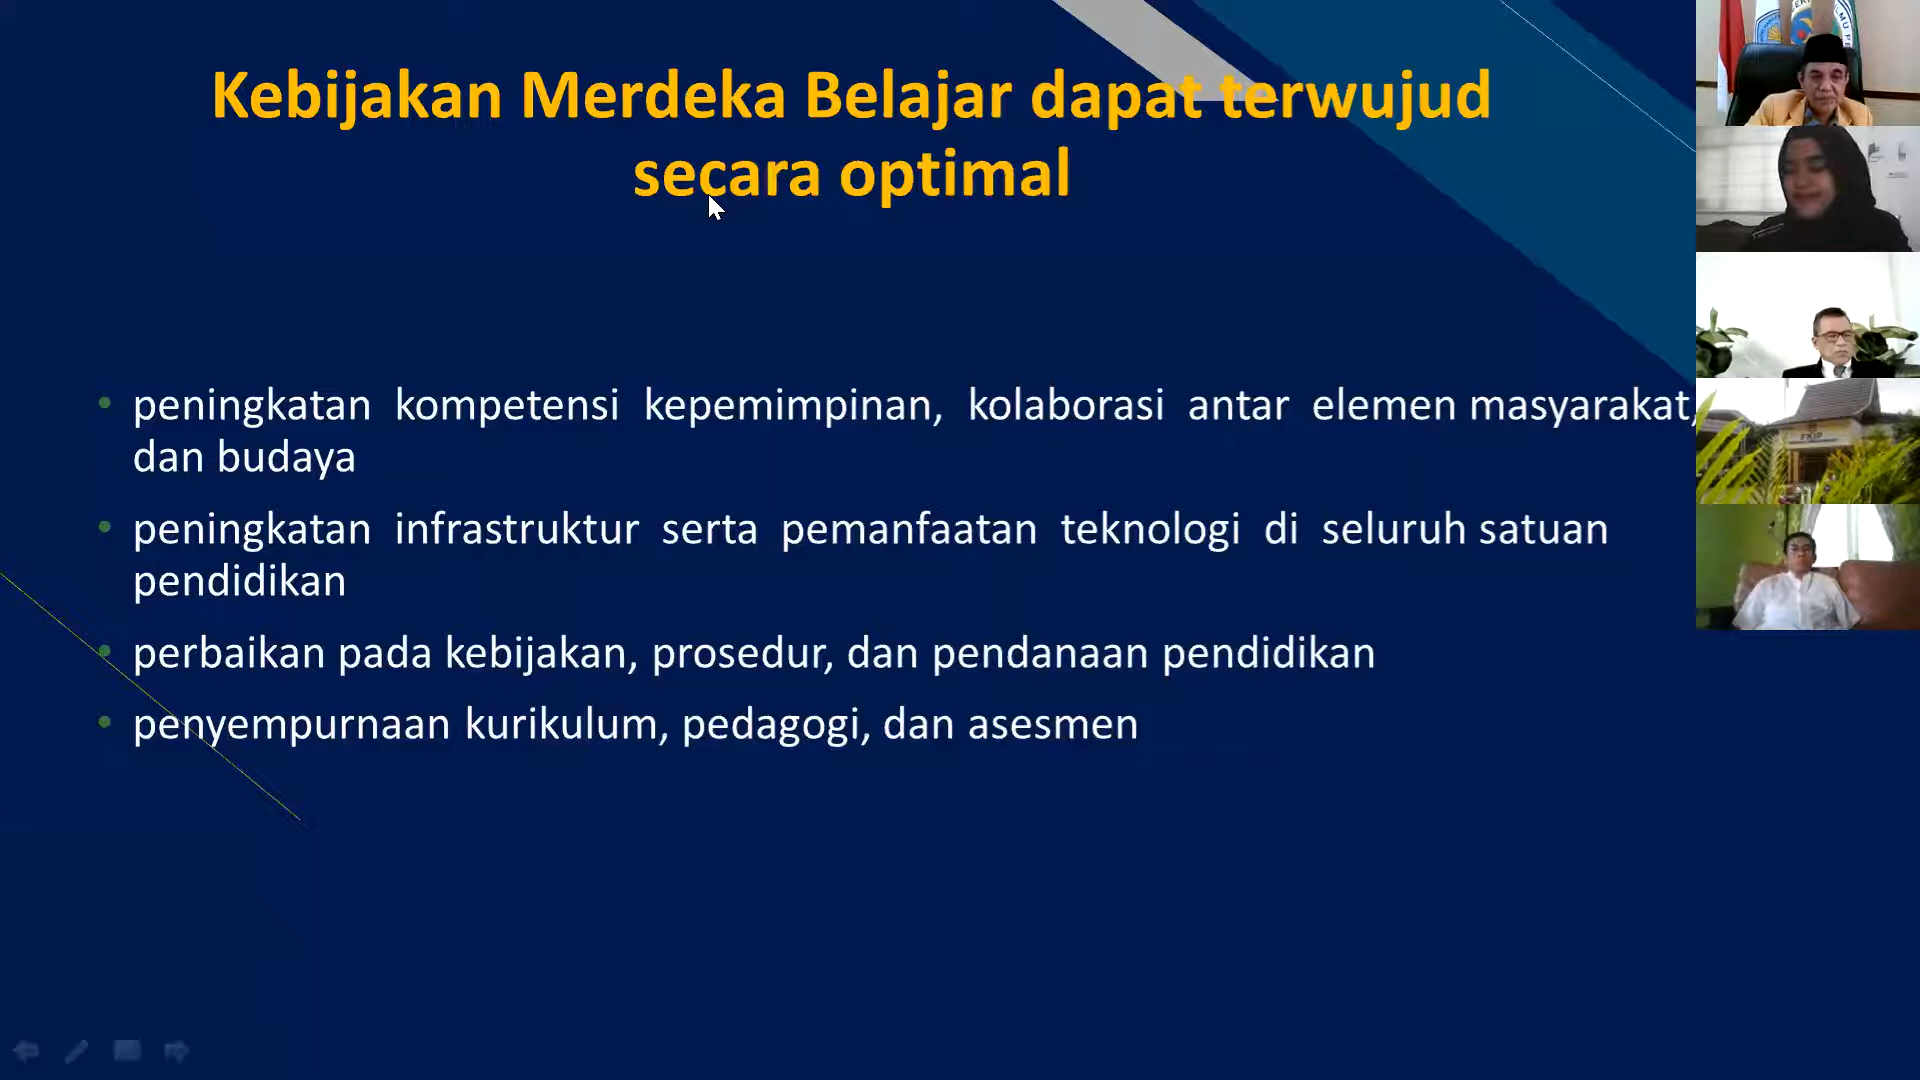 Kebijakan Merdeka Belajar dapat terwujud
secara optimal
• peningkatan kompetensi kepemimpinan, kolaborasi antar elemen masyarakat,
dan budaya
• peningkatan infrastruktur serta pemanfaatan teknologi di seluruh satuan
pendidikan
• perbaikan pada kebijakan, prosedur, dan pendanaan pendidikan
• penyempurnaan kurikulum, pedagogi, dan asesmen
FKIP